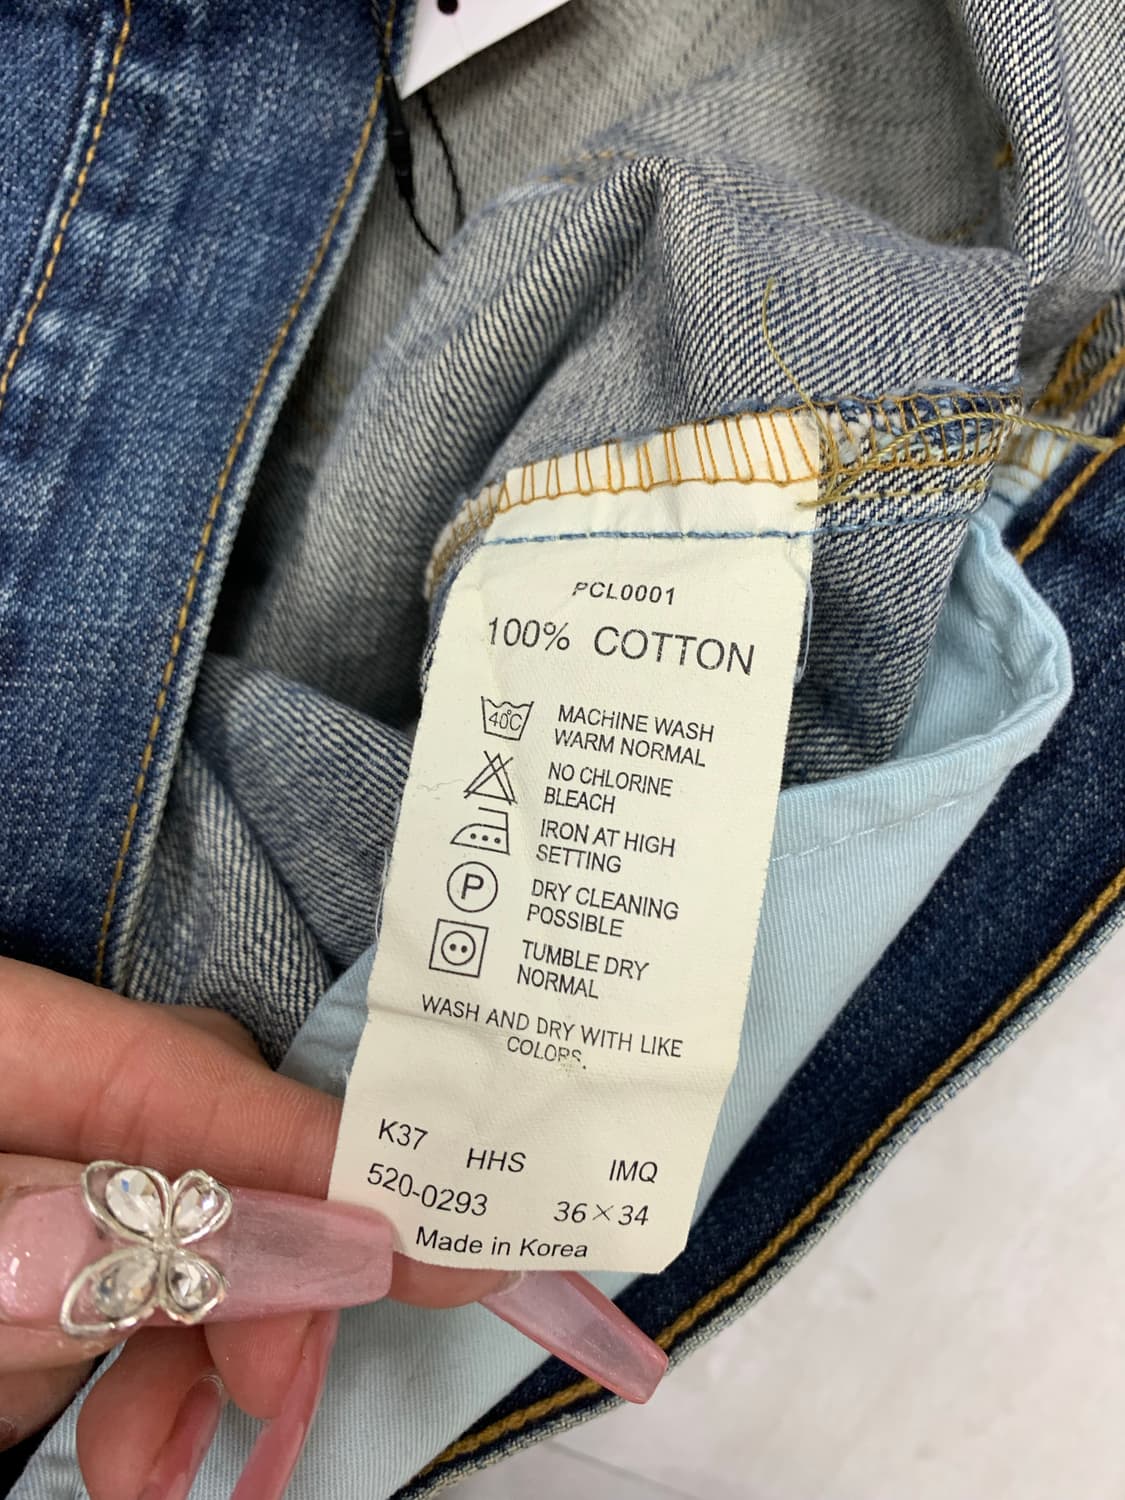 PCL0001
100% COTTON
40°C
MACHINE WASH
WARM NORMAL
NO CHLORINE
BLEACH
IRON AT HIGH
SETTING
P
DRY CLEANING
POSSIBLE
TUMBLE DRY
NORMAL
WASH AND DRY WITH LIKE
COLORS.
K37 HHS IMQ
520-0293 36×34
Made in Korea